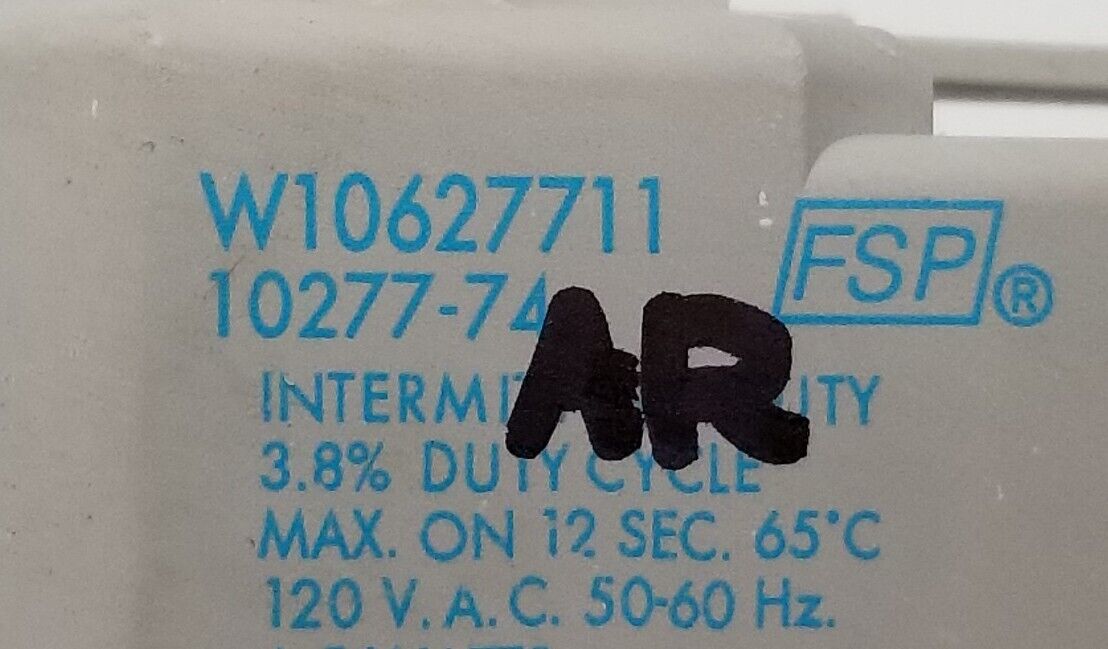 W10627711
FSP®
10277-74
AR
INTERMI UTY
3.8% DUTY CYCLE
MAX. ON 12 SEC. 65°C
120 V.A.C. 50-60 Hz.